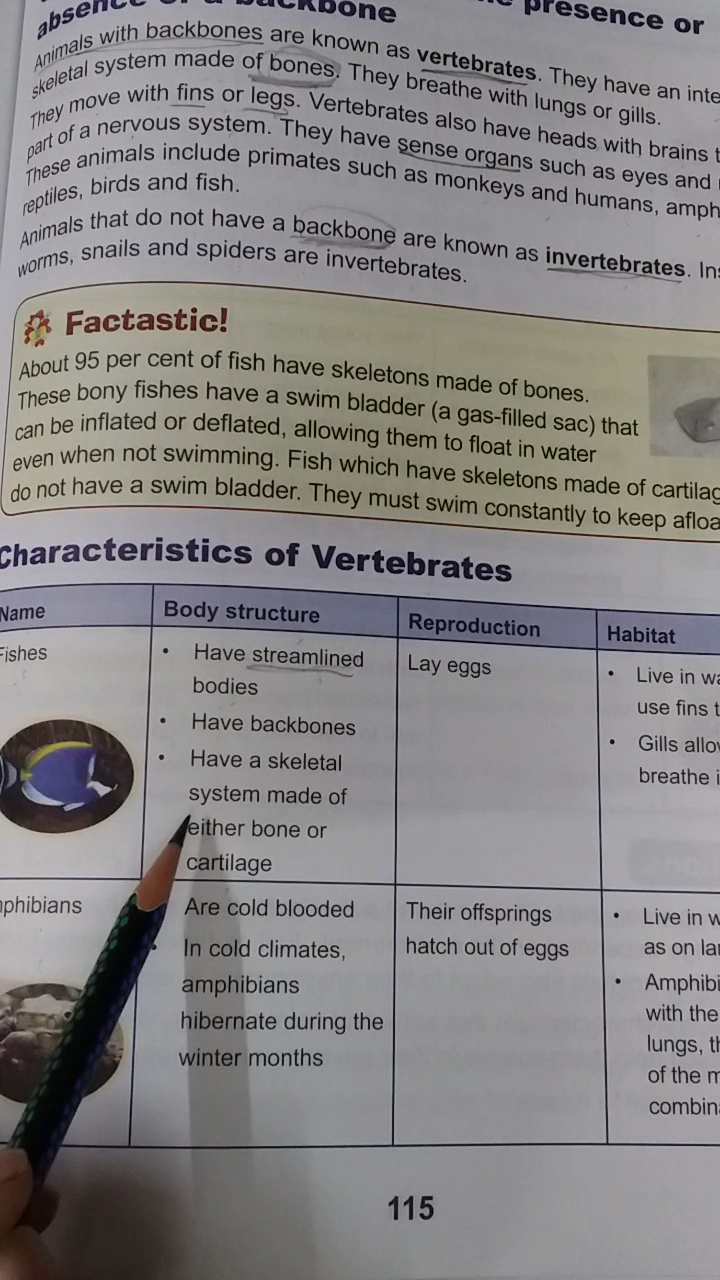 absence a backbone presence or
Animals with backbones are known as vertebrates. They have an inte
skeletal system made of bones. They breathe with lungs or gills.
They move with fins or legs. Vertebrates also have heads with brains t
part of a nervous system. They have sense organs such as eyes and
These animals include primates such as monkeys and humans, amph
reptiles, birds and fish.
Animals that do not have a backbone are known as invertebrates. Ins
worms, snails and spiders are invertebrates.
Factastic!
About 95 per cent of fish have skeletons made of bones.
These bony fishes have a swim bladder (a gas-filled sac) that
can be inflated or deflated, allowing them to float in water
even when not swimming. Fish which have skeletons made of cartilag
do not have a swim bladder. They must swim constantly to keep afloa
Characteristics of Vertebrates
Name
Body structure
Reproduction
Habitat
Fishes
• Have streamlined
bodies
• Have backbones
• Have a skeletal
system made of
either bone or
cartilage
Lay eggs
• Live in wa
use fins t
• Gills allow
breathe i
mphibians
Are cold blooded
• In cold climates,
amphibians
hibernate during the
winter months
Their offsprings
hatch out of eggs
• Live in w
as on lan
• Amphibi
with the
lungs, th
of the m
combin
115